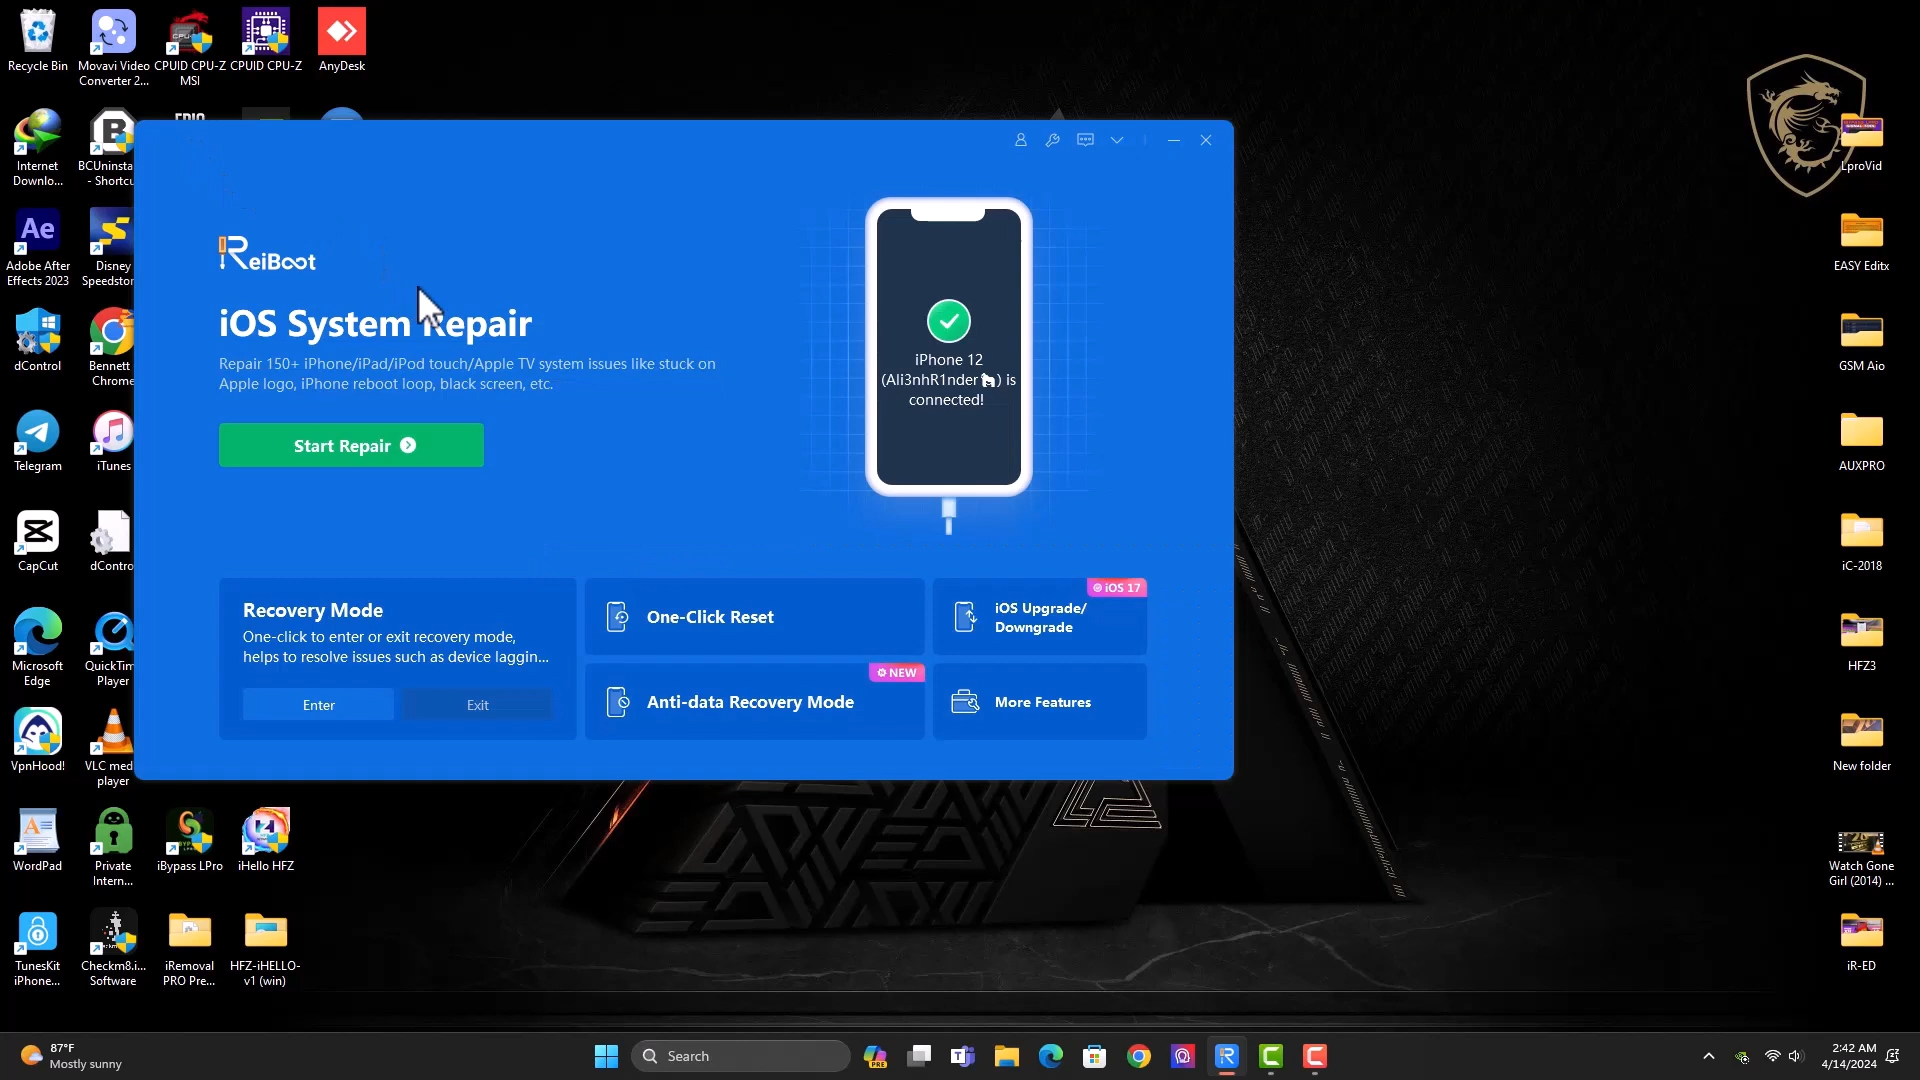 Recycle Bin
Movavi Video
Converter 2...
CPUID CPU-Z
MSI
CPUID CPU-Z
AnyDesk
Internet
Downlo...
BCUninsta
- Shortcu
Adobe After
Effects 2023
Disney
Speedstor
dControl
Bennett
Chrome
Telegram
iTunes
CapCut
dContro
Microsoft
Edge
QuickTim
Player
VpnHood!
VLC med
player
WordPad
Private
Intern...
iBypass LPro
iHello HFZ
TunesKit
iPhone...
Checkm8.i...
Software
iRemoval
PRO Pre...
HFZ-iHELLO-
v1 (win)
ReiBoot
iOS System Repair
Repair 150+ iPhone/iPad/iPod touch/Apple TV system issues like stuck on
Apple logo, iPhone reboot loop, black screen, etc.
Start Repair
iPhone 12
(Ali3nhR1nder🦍) is
connected!
Recovery Mode
One-click to enter or exit recovery mode,
helps to resolve issues such as device laggin...
Enter
Exit
One-Click Reset
iOS 17
iOS Upgrade/
Downgrade
NEW
Anti-data Recovery Mode
More Features
LproVid
EASY Editx
GSM Aio
AUXPRO
iC-2018
HFZ3
New folder
Watch Gone
Girl (2014) ...
iR-ED
87°F
Mostly sunny
Search
2:42 AM
4/14/2024